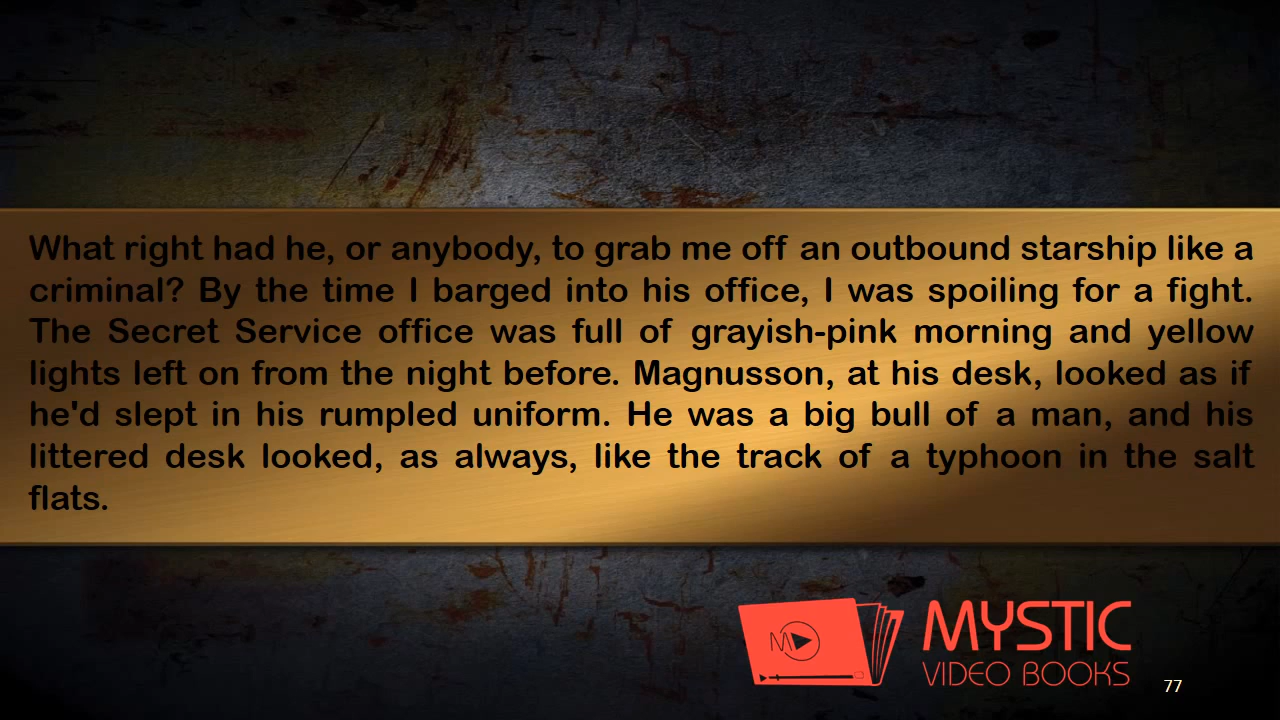 What right had he, or anybody, to grab me off an outbound starship like a
criminal? By the time I barged into his office, I was spoiling for a fight.
The Secret Service office was full of grayish-pink morning and yellow
lights left on from the night before. Magnusson, at his desk, looked as if
he'd slept in his rumpled uniform. He was a big bull of a man, and his
littered desk looked, as always, like the track of a typhoon in the salt
flats.
M
MYSTIC
VIDEO BOOKS
77